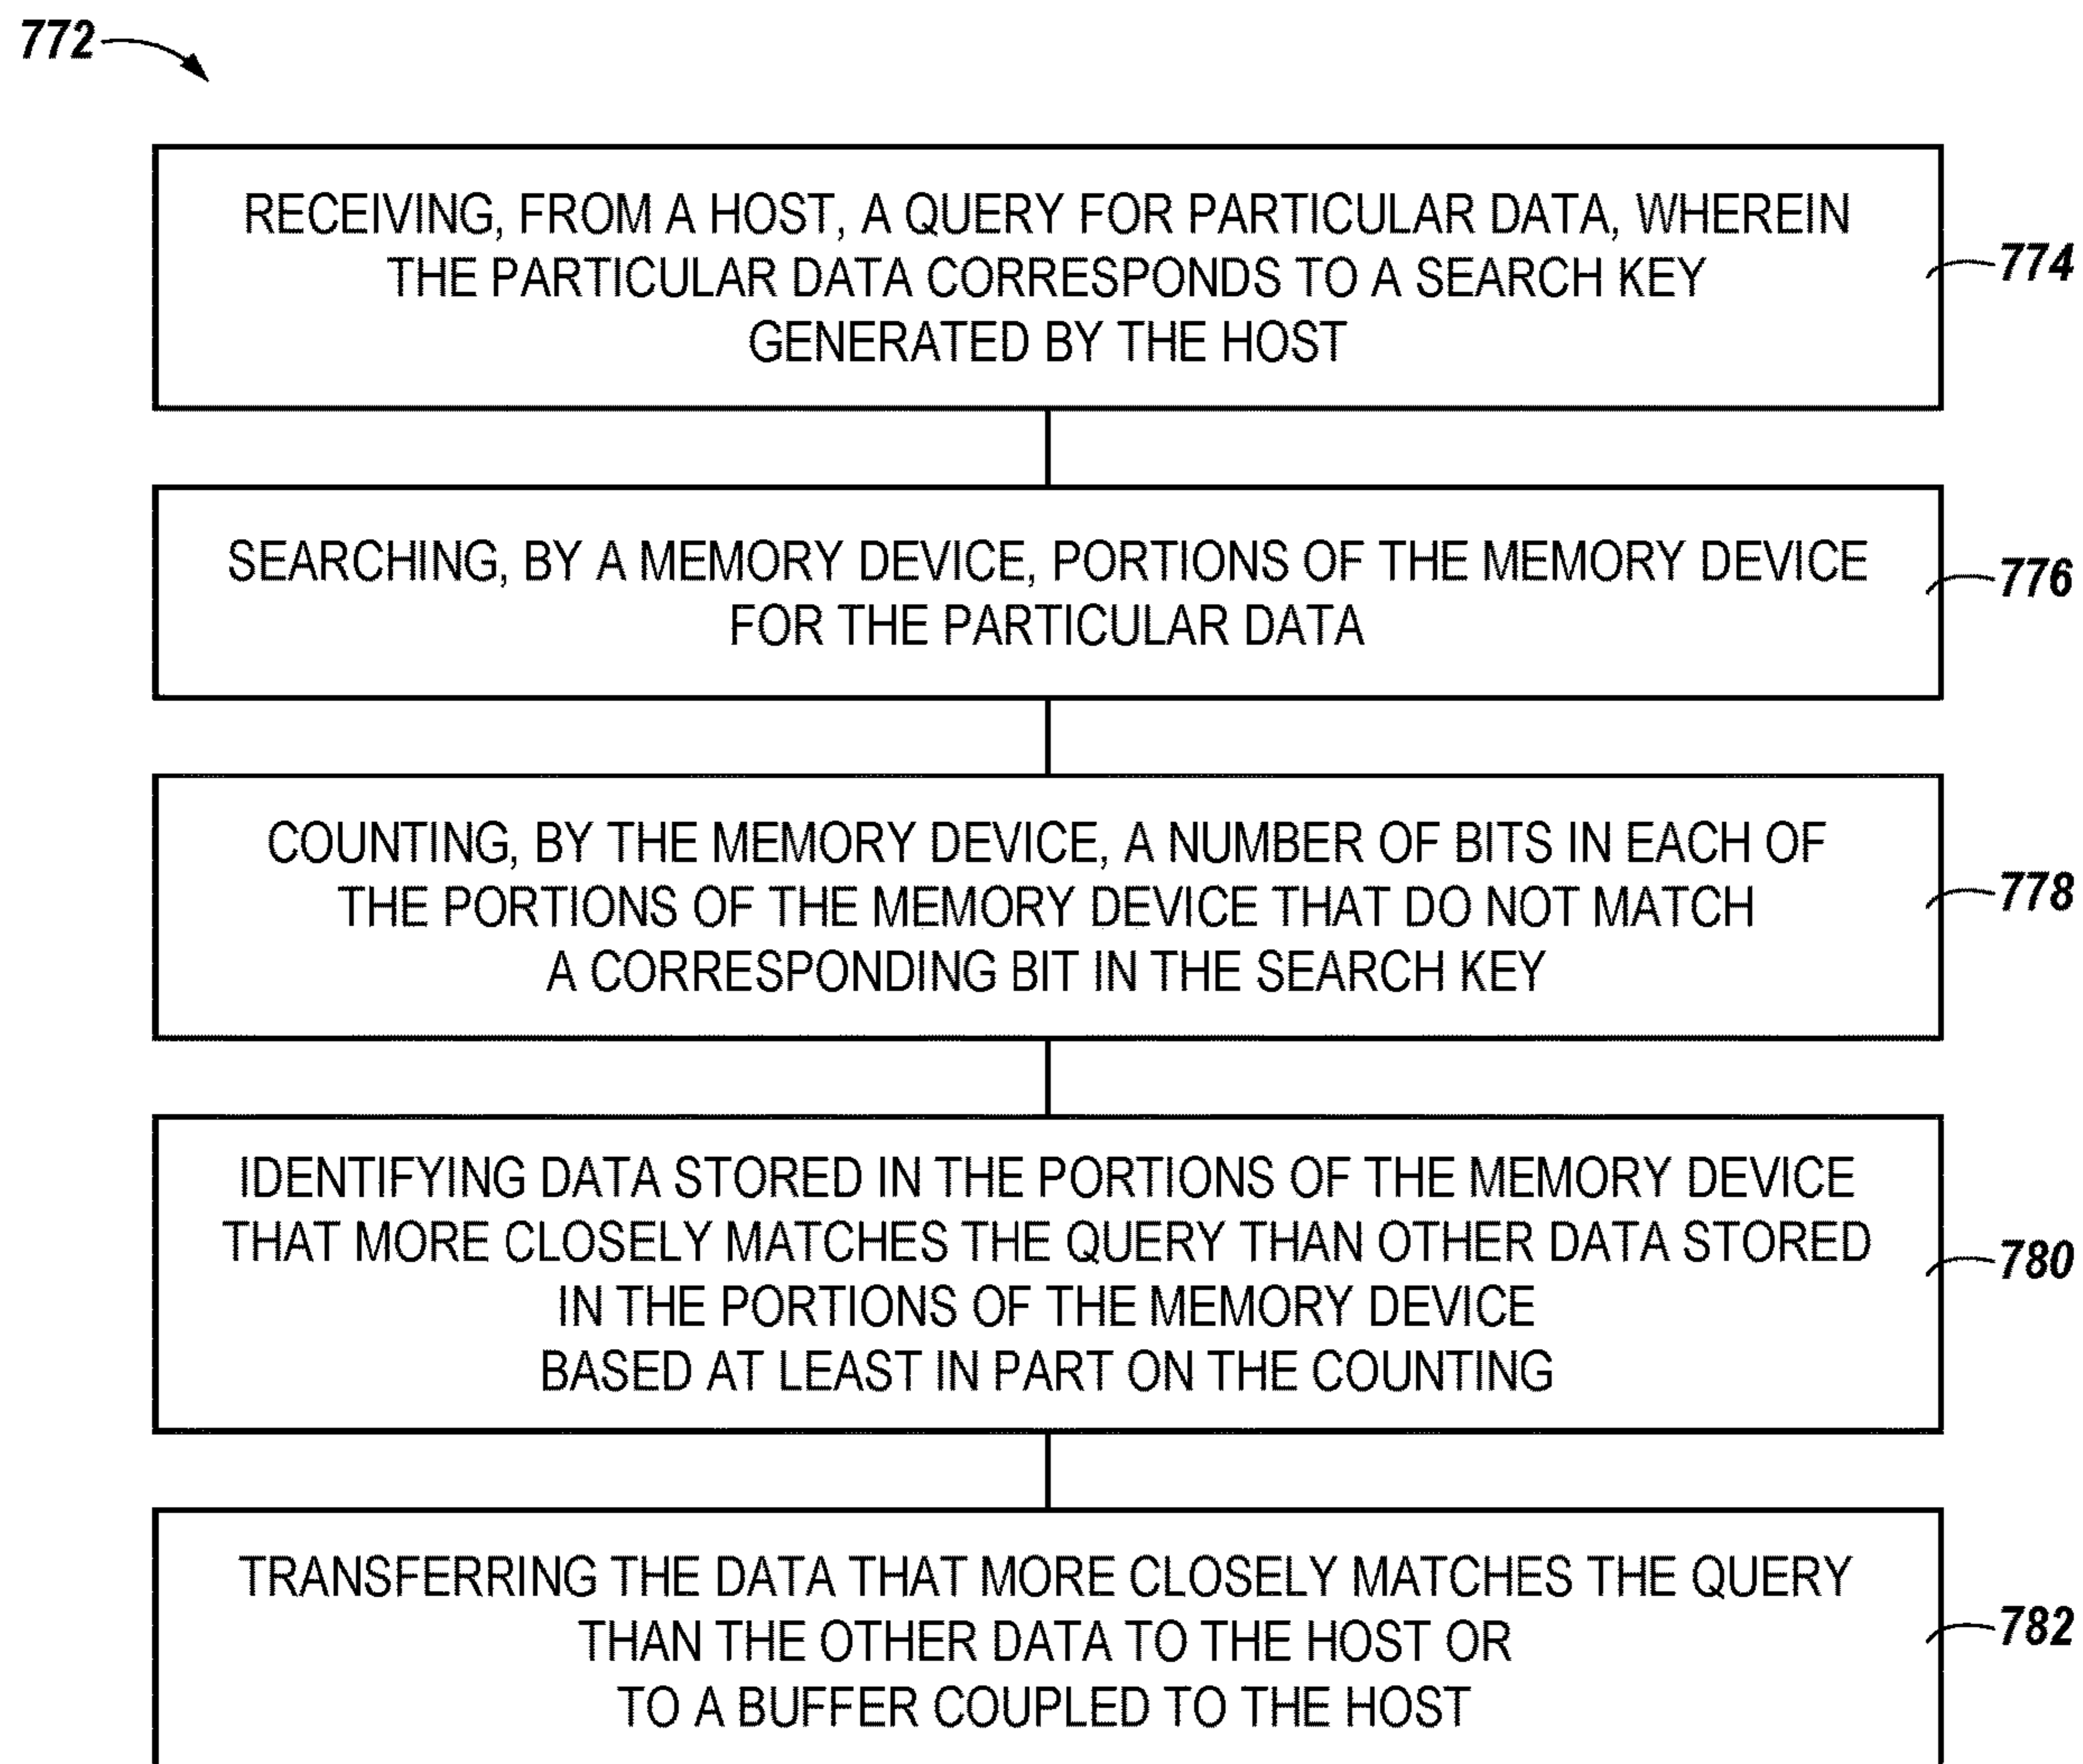 772
RECEIVING, FROM A HOST, A QUERY FOR PARTICULAR DATA, WHEREIN
THE PARTICULAR DATA CORRESPONDS TO A SEARCH KEY
GENERATED BY THE HOST
774
SEARCHING, BY A MEMORY DEVICE, PORTIONS OF THE MEMORY DEVICE
FOR THE PARTICULAR DATA
776
COUNTING, BY THE MEMORY DEVICE, A NUMBER OF BITS IN EACH OF
THE PORTIONS OF THE MEMORY DEVICE THAT DO NOT MATCH
A CORRESPONDING BIT IN THE SEARCH KEY
778
IDENTIFYING DATA STORED IN THE PORTIONS OF THE MEMORY DEVICE
THAT MORE CLOSELY MATCHES THE QUERY THAN OTHER DATA STORED
IN THE PORTIONS OF THE MEMORY DEVICE
BASED AT LEAST IN PART ON THE COUNTING
780
TRANSFERRING THE DATA THAT MORE CLOSELY MATCHES THE QUERY
THAN THE OTHER DATA TO THE HOST OR
TO A BUFFER COUPLED TO THE HOST
782